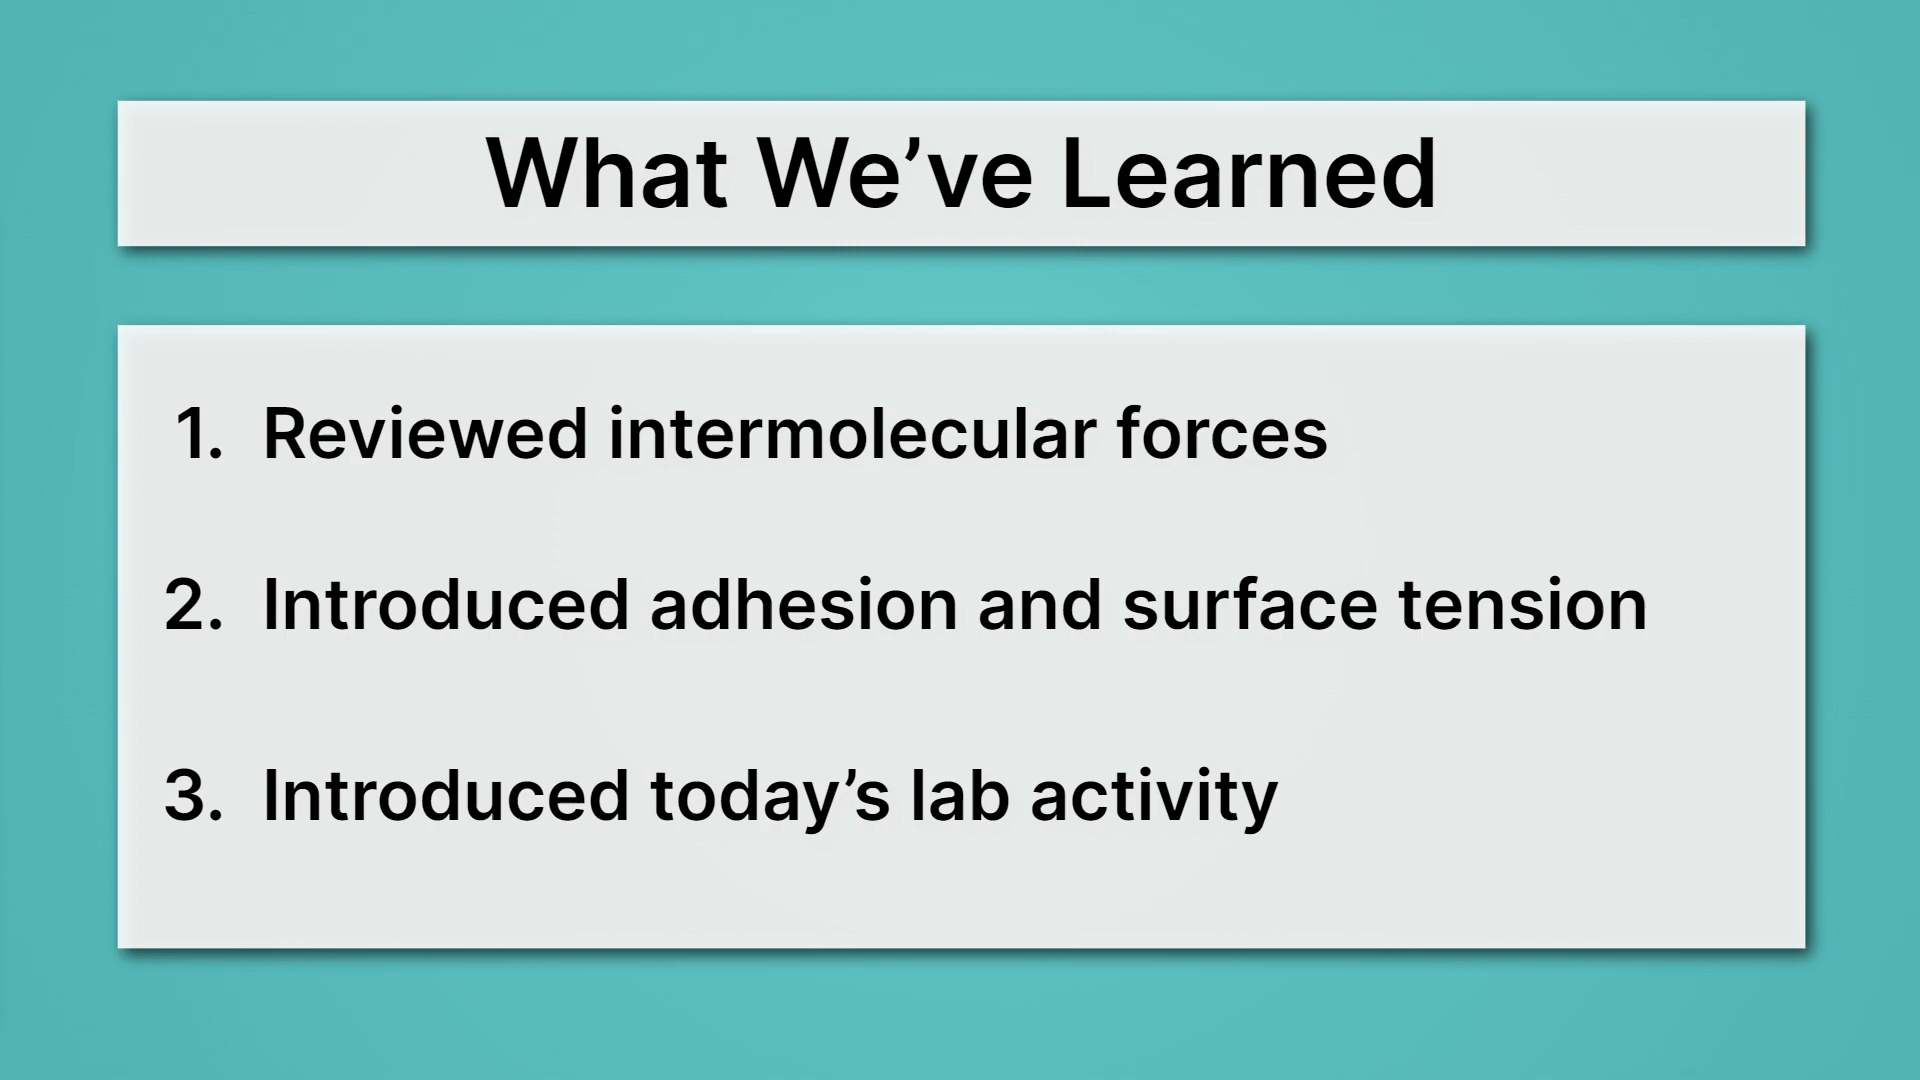 What We’ve Learned
1. Reviewed intermolecular forces
2. Introduced adhesion and surface tension
3. Introduced today’s lab activity